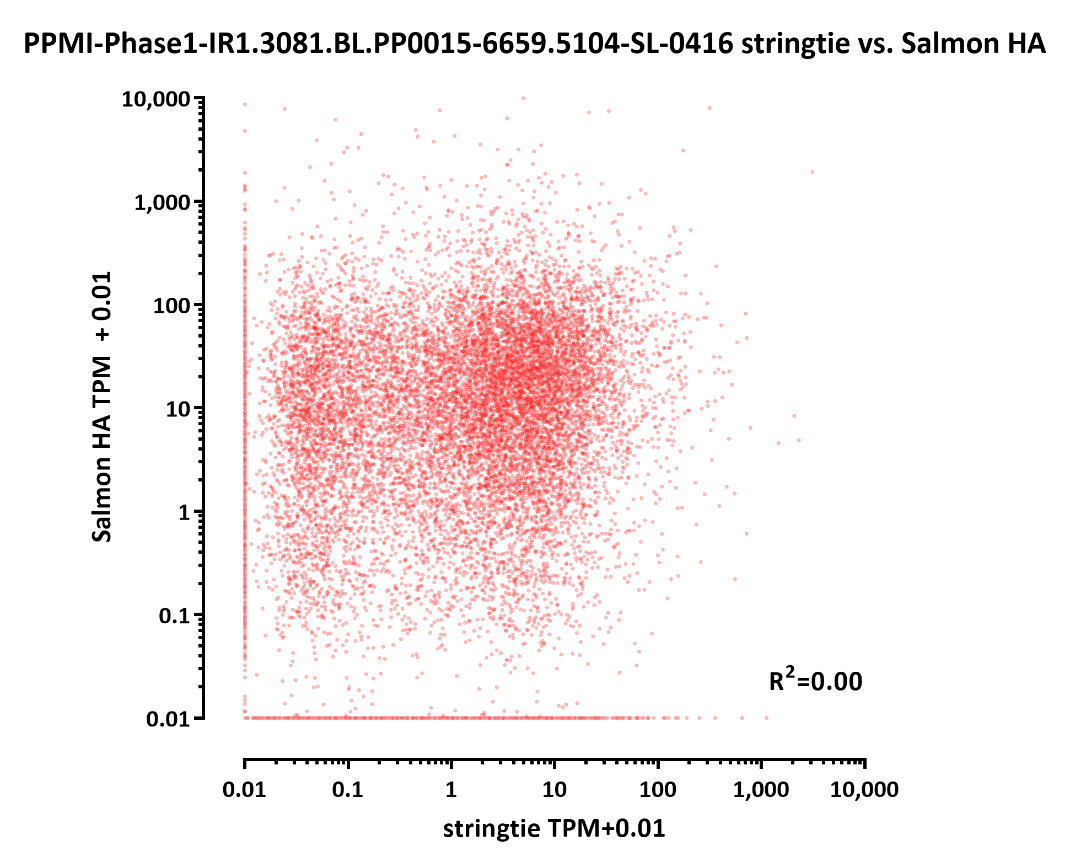 PPMI-Phase1-IR1.3081.BL.PP0015-6659.5104-SL-0416 stringtie vs. Salmon HA
10,000
1,000
100
10
1
0.1
0.01
Salmon HA TPM + 0.01
R²=0.00
0.01 0.1 1 10 100 1,000 10,000
stringtie TPM+0.01